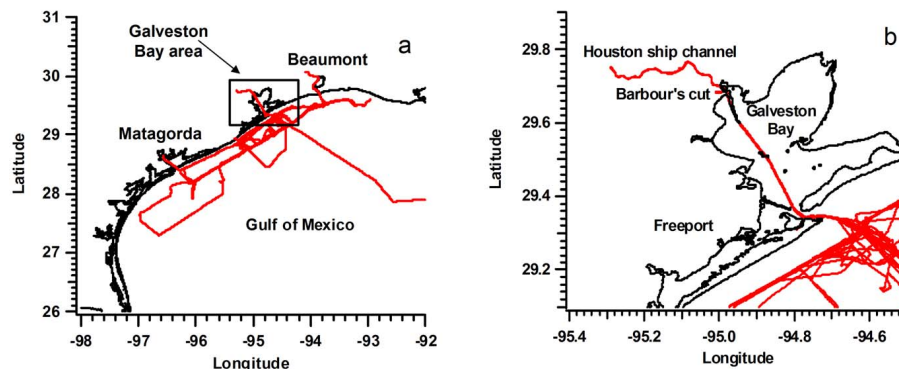 Galveston
Bay area
a
Beaumont
Matagorda
Gulf of Mexico
Latitude
31
30
29
28
27
26
-98
-97
-96
-95
-94
-93
-92
Longitude
b
Houston ship channel
Barbour's cut
Galveston
Bay
Freeport
Latitude
29.8
29.6
29.4
29.2
-95.4
-95.2
-95.0
-94.8
-94.6
Longitude